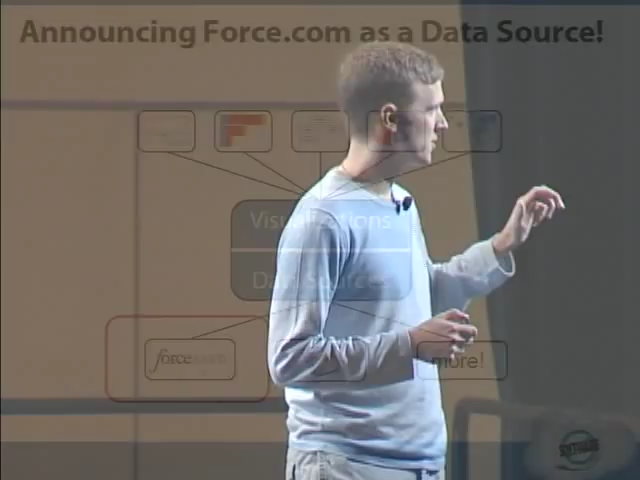 Announcing Force.com as a Data Source!
Visualizations
Data Sources
force.com
more!